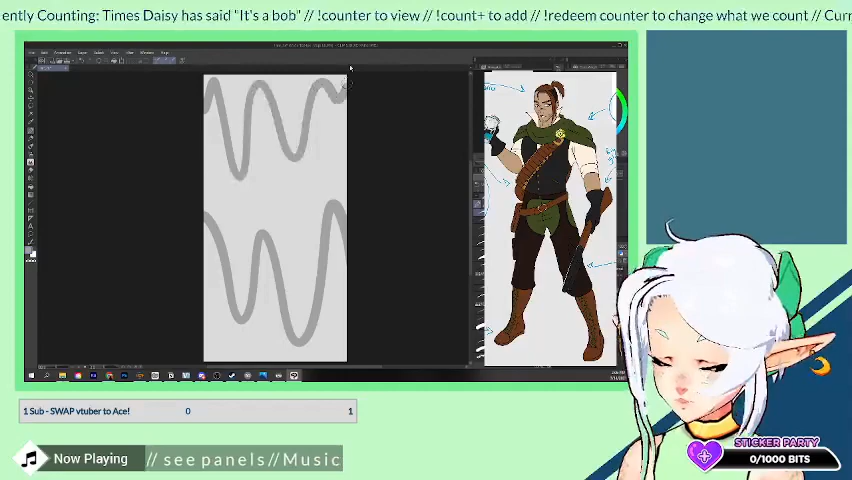 ently Counting: Times Daisy has said "It's a bob" // !counter to view // !count+ to add // !redeem counter to change what we count // Curr
1 Sub - SWAP vtuber to Ace! 0 1
Now Playing // see panels//Music
STICKER PARTY
0/1000 BITS